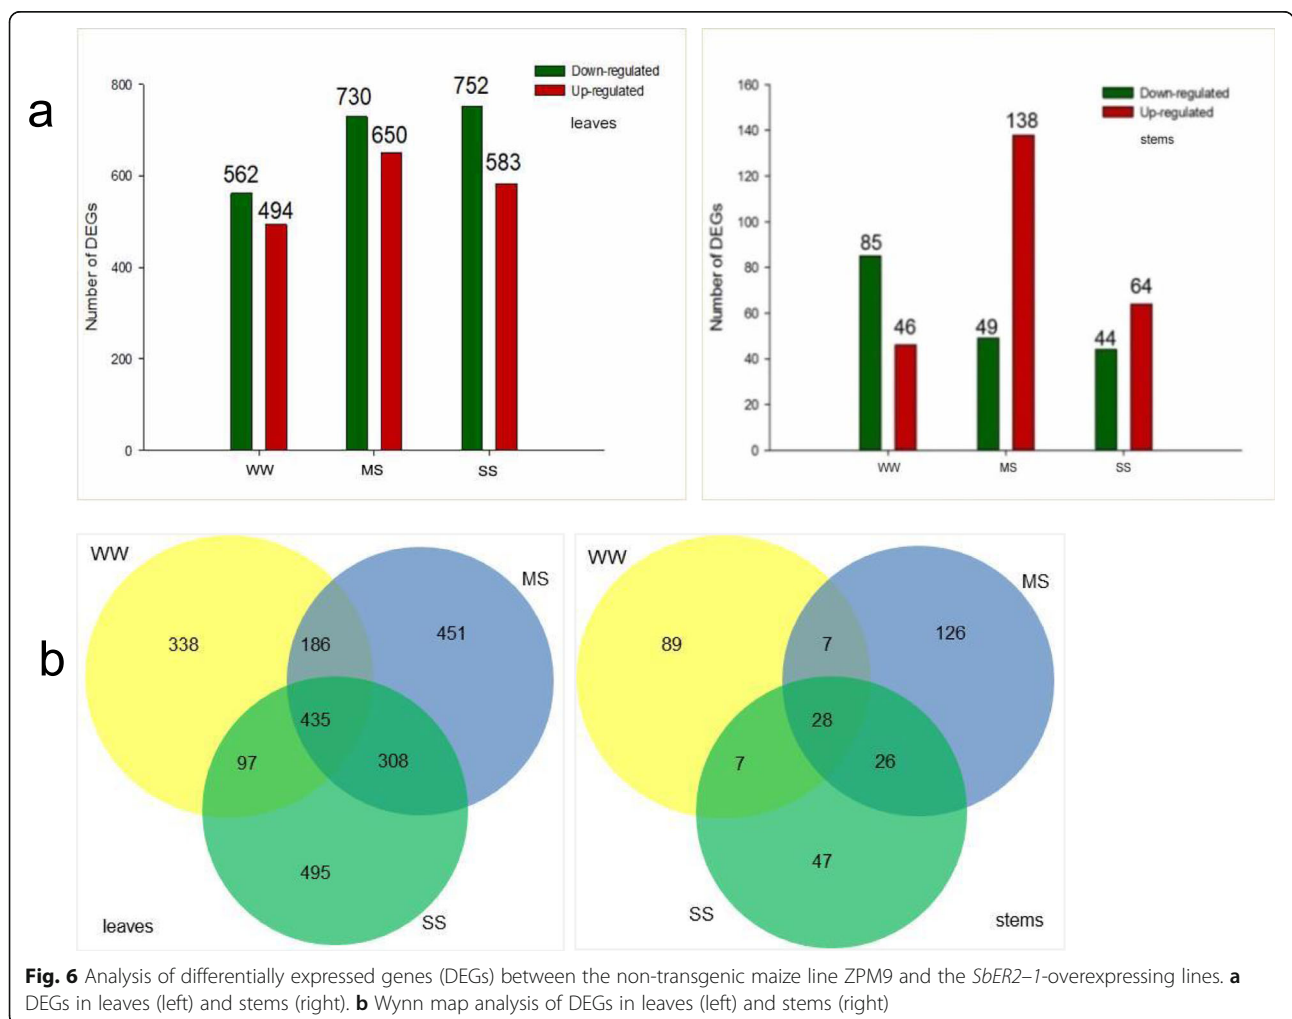 a
800
600
400
200
0
Number of DEGs
562
494
730
650
752
583
Down-regulated
Up-regulated
leaves
WW
MS
SS
160
140
120
100
80
60
40
20
0
Number of DEGs
85
46
49
138
44
64
Down-regulated
Up-regulated
stems
WW
MS
SS
b
WW
MS
338
186
451
435
97
308
495
SS
leaves
WW
MS
89
7
126
28
7
26
47
SS
stems
Fig. 6 Analysis of differentially expressed genes (DEGs) between the non-transgenic maize line ZPM9 and the SbER2–1-overexpressing lines. a
DEGs in leaves (left) and stems (right). b Wynn map analysis of DEGs in leaves (left) and stems (right)